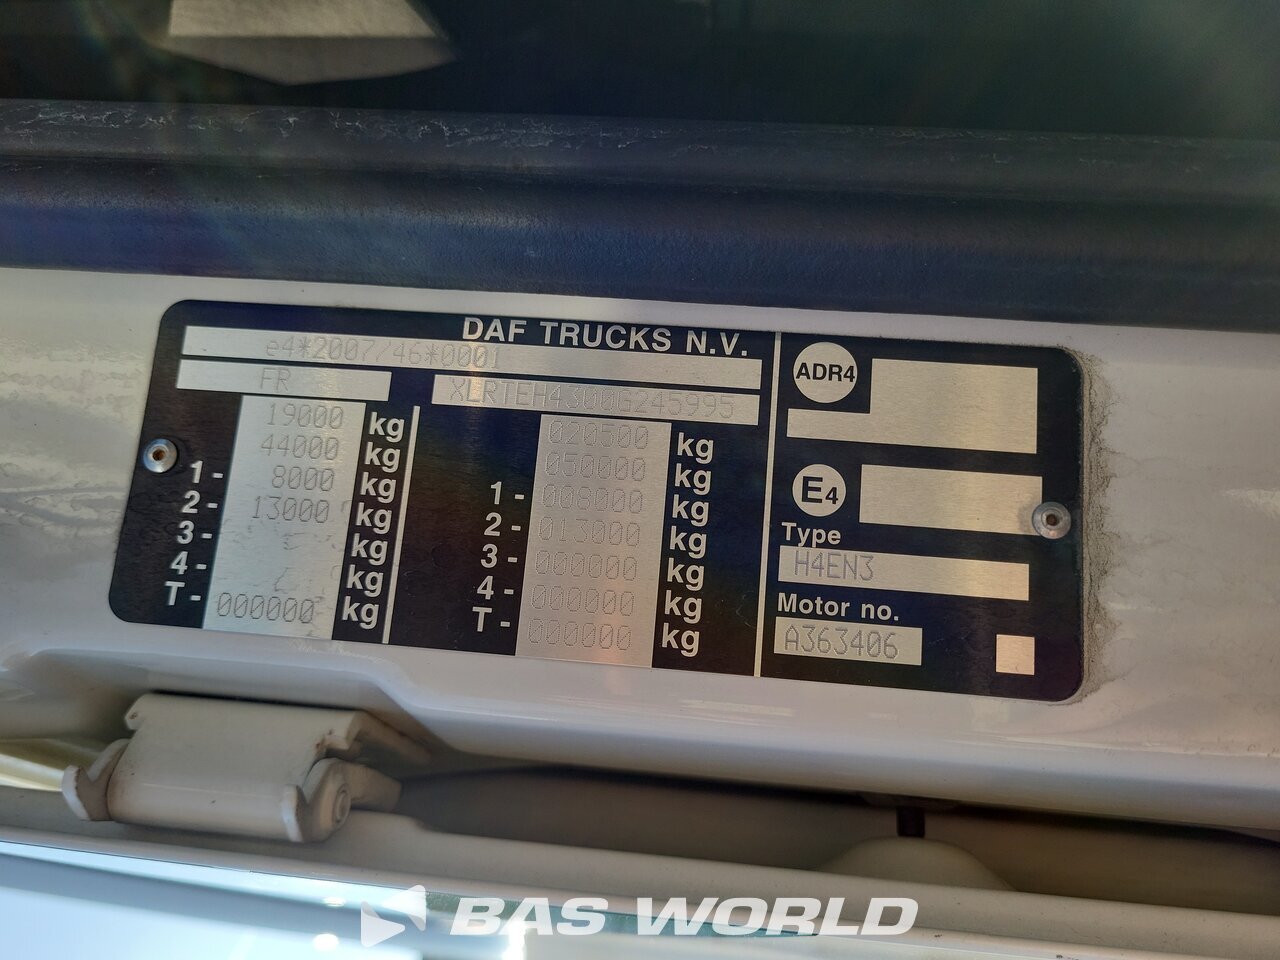 DAF TRUCKS N.V.
e4*2007/46*0001
FR
XLRTEH4300G245995
19000 kg
44000 kg
1- 8000 kg
2- 13000 kg
3- kg
4- kg
T- 000000 kg
020500 kg
050000 kg
1- 008000 kg
2- 013000 kg
3- 000000 kg
4- 000000 kg
T- 000000 kg
ADR4
E4
Type
H4EN3
Motor no.
A363406
BAS WORLD